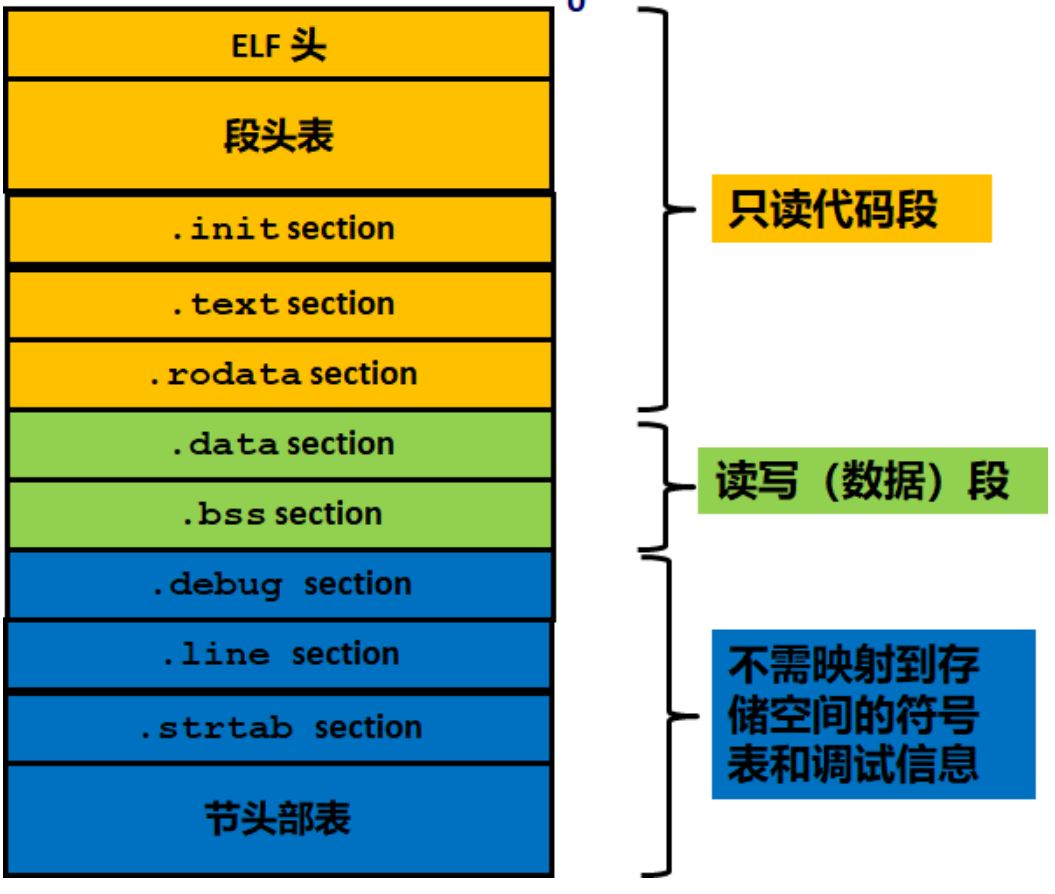 0
ELF 头
段头表
.init section
.text section
.rodata section
只读代码段
.data section
.bss section
读写（数据）段
.debug section
.line section
.strtab section
节头部表
不需映射到存
储空间的符号
表和调试信息